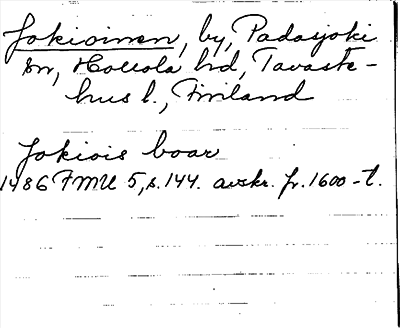 Jokioinen, by, Padasjoki
sn, Hollola hd, Tavaste-
hus l., Finland
Jokiois boar
1486 FMU 5, s. 144. avskr. fr. 1600-t.